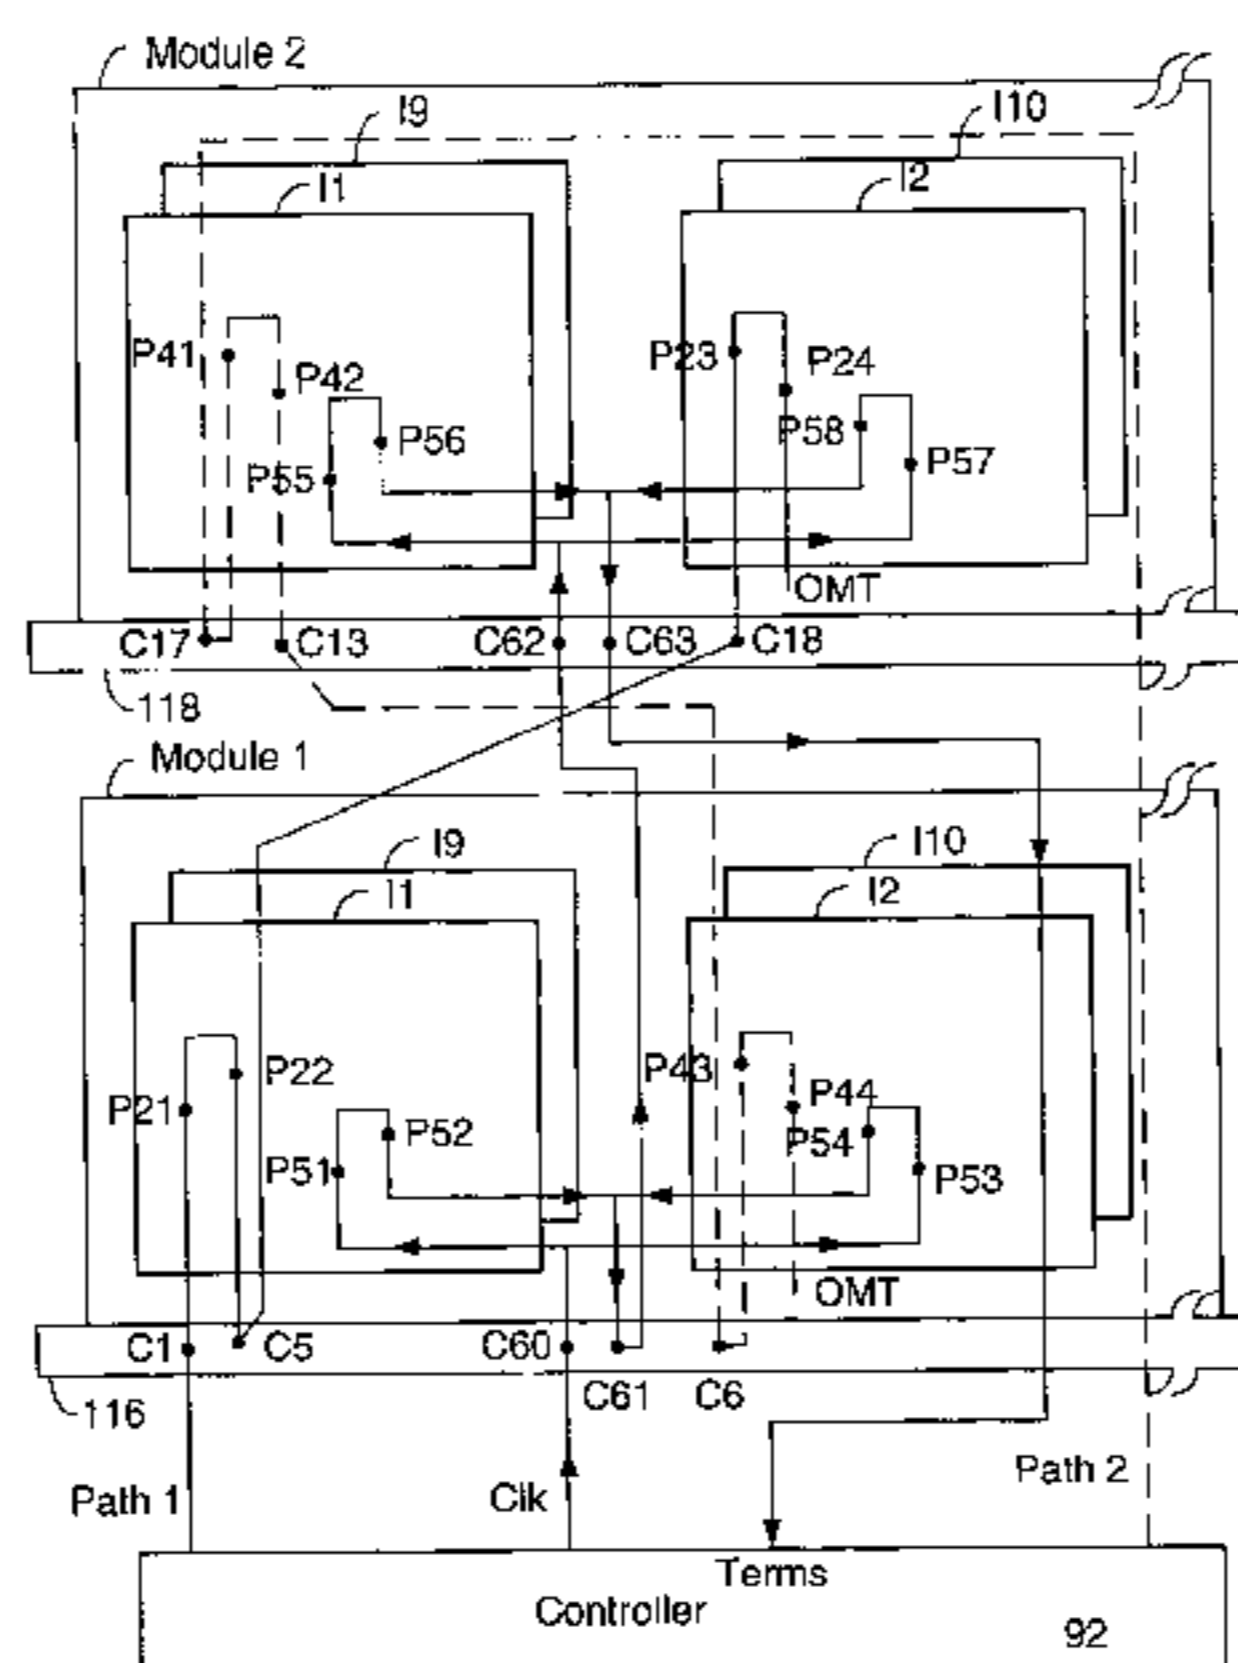 Module 2
I9
I10
I1
I2
P41
P42
P23
P24
P56
P58
P55
P57
OMT
C17
C13
C62
C63
C18
118
Module 1
I9
I10
I1
I2
P22
P43
P21
P44
P52
P54
P51
P53
OMT
C1
C5
C60
C61
C6
116
Path 1
Clk
Path 2
Terms
Controller
92